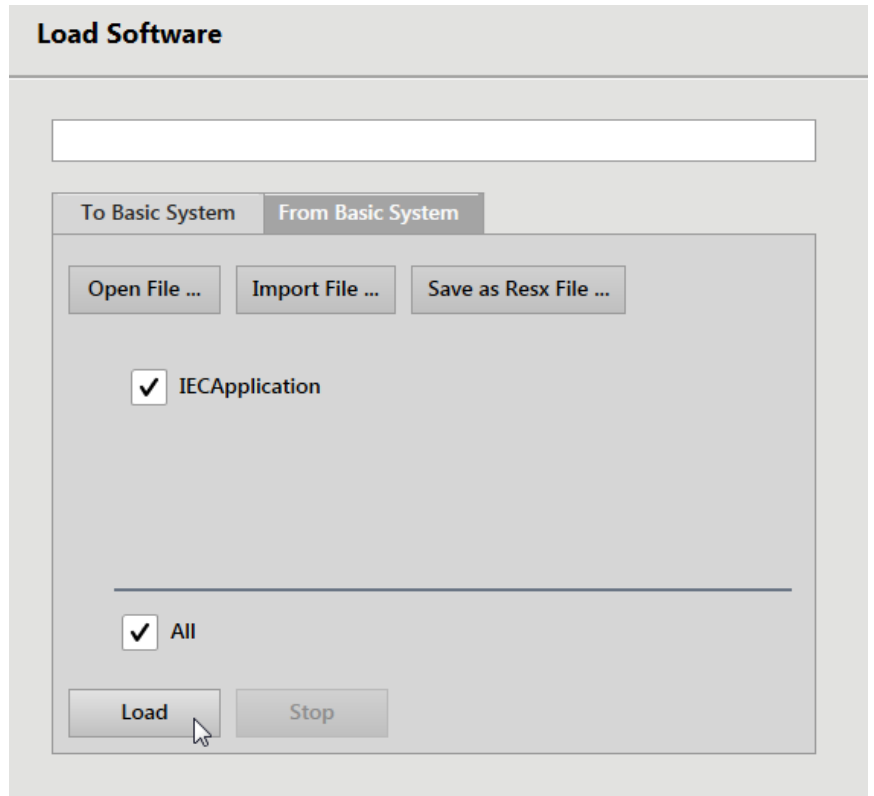 Load Software
To Basic System From Basic System
Open File ... Import File ... Save as Resx File ...
IECApplication
All
Load Stop